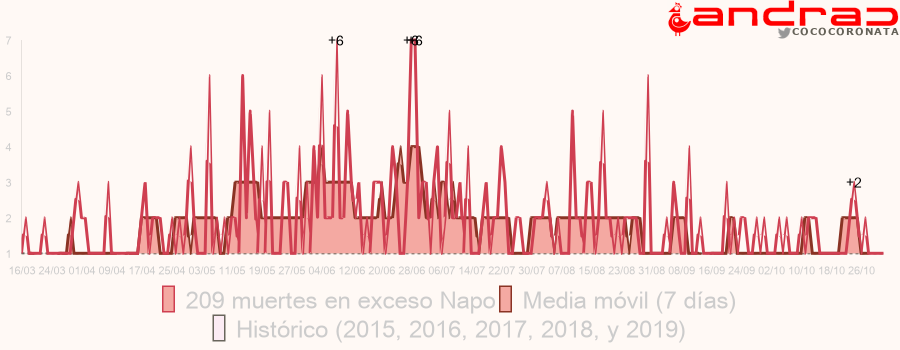 andrab
COCOCORONATA
+6
+6
+6
+2
7
6
5
4
3
2
1
16/03 24/03 01/04 09/04 17/04 25/04 03/05 11/05 19/05 27/05 04/06 12/06 20/06 28/06 06/07 14/07 22/07 30/07 07/08 15/08 23/08 31/08 08/09 16/09 24/09 02/10 10/10 18/10 26/10
209 muertes en exceso Napo Media móvil (7 días)
Histórico (2015, 2016, 2017, 2018, y 2019)